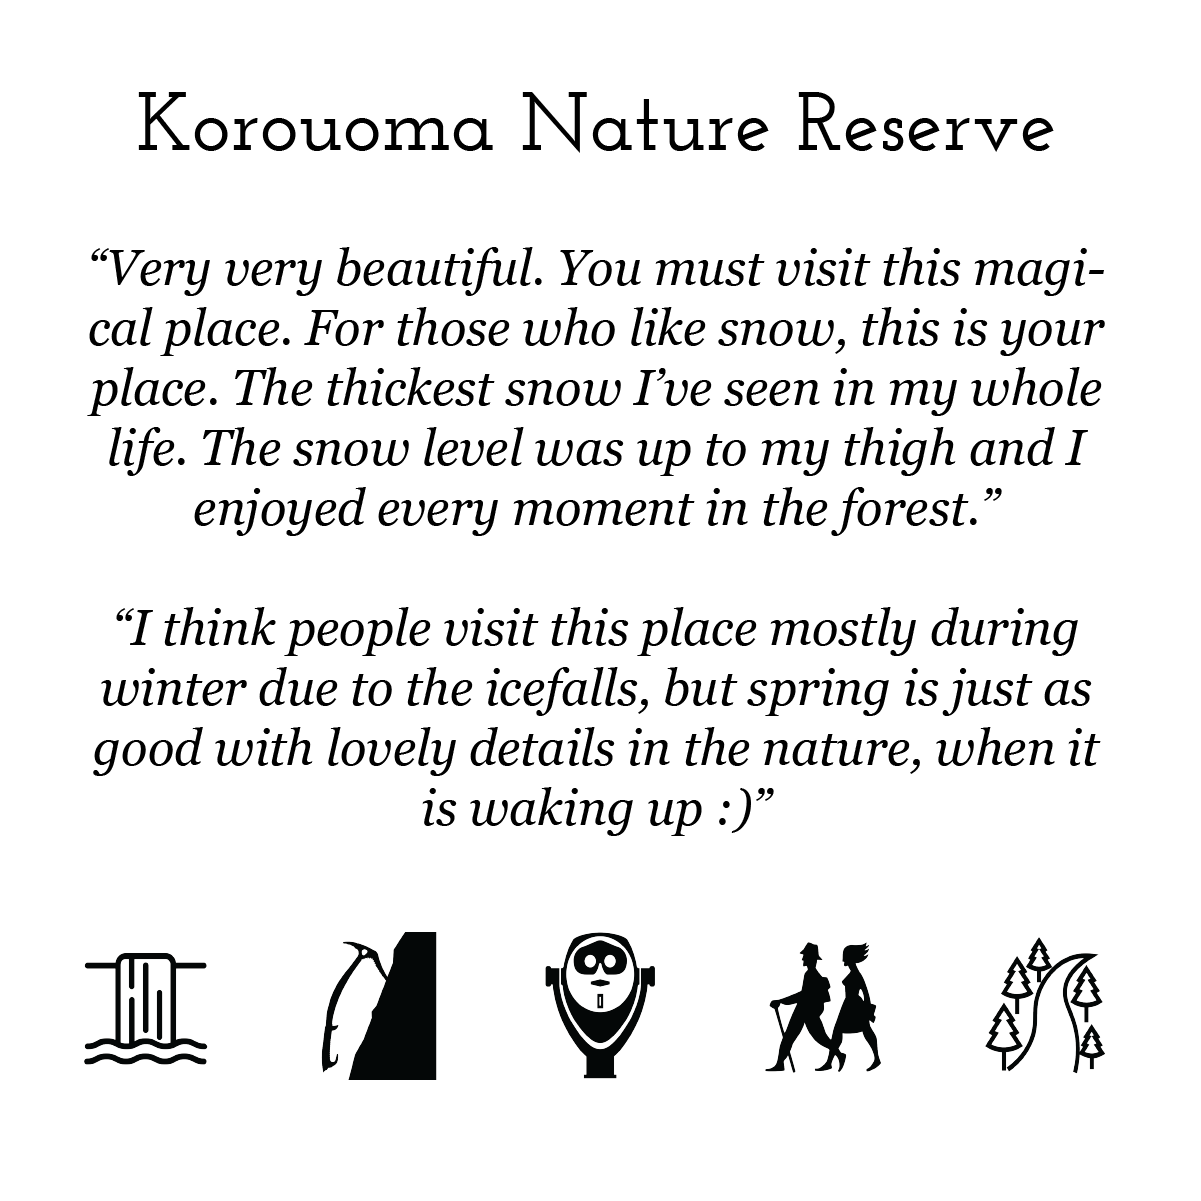 Korouoma Nature Reserve
“Very very beautiful. You must visit this magi-
cal place. For those who like snow, this is your
place. The thickest snow I’ve seen in my whole
life. The snow level was up to my thigh and I
enjoyed every moment in the forest.”
“I think people visit this place mostly during
winter due to the icefalls, but spring is just as
good with lovely details in the nature, when it
is waking up :)”